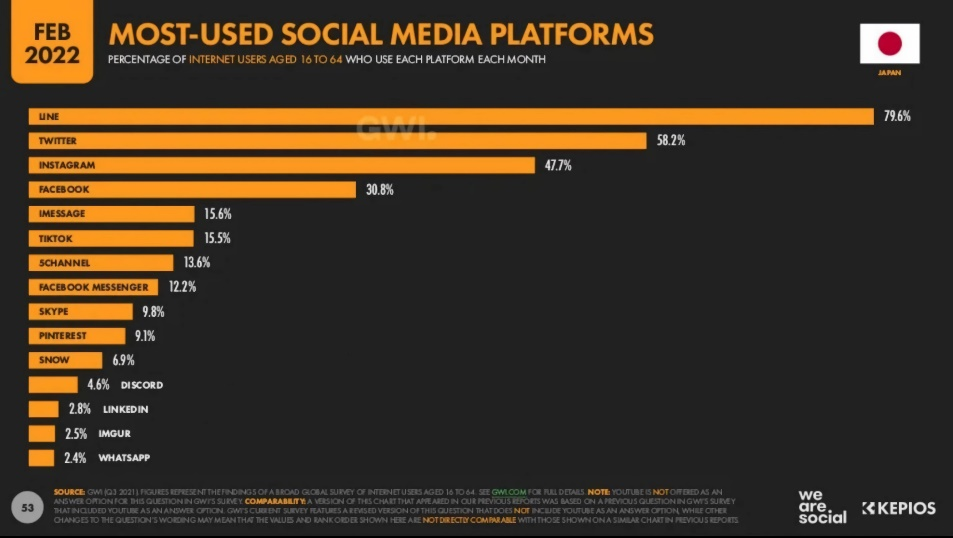 FEB
2022
MOST-USED SOCIAL MEDIA PLATFORMS
PERCENTAGE OF INTERNET USERS AGED 16 TO 64 WHO USE EACH PLATFORM EACH MONTH
JAPAN
GWI.
LINE 79.6%
TWITTER 58.2%
INSTAGRAM 47.7%
FACEBOOK 30.8%
IMESSAGE 15.6%
TIKTOK 15.5%
5CHANNEL 13.6%
FACEBOOK MESSENGER 12.2%
SKYPE 9.8%
PINTEREST 9.1%
SNOW 6.9%
4.6% DISCORD
2.8% LINKEDIN
2.5% IMGUR
2.4% WHATSAPP
53
SOURCE: GWI (Q3 2021). FIGURES REPRESENT THE FINDINGS OF A BROAD GLOBAL SURVEY OF INTERNET USERS AGED 16 TO 64. SEE GWI.COM FOR FULL DETAILS. NOTE: YOUTUBE IS NOT OFFERED AS AN
ANSWER OPTION FOR THIS QUESTION IN GWI'S SURVEY. COMPARABILITY: A VERSION OF THIS CHART THAT APPEARED IN OUR PREVIOUS REPORTS WAS BASED ON A PREVIOUS QUESTION IN GWI'S SURVEY
THAT INCLUDED YOUTUBE AS AN ANSWER OPTION. GWI'S CURRENT SURVEY FEATURES A REVISED VERSION OF THIS QUESTION THAT DOES NOT INCLUDE YOUTUBE AS AN ANSWER OPTION, WHILE OTHER
CHANGES TO THE QUESTION'S WORDING MAY MEAN THAT THE VALUES AND RANK ORDER SHOWN HERE ARE NOT DIRECTLY COMPARABLE WITH THOSE SHOWN ON A SIMILAR CHART IN PREVIOUS REPORTS.
we
are
social
KEPIOS